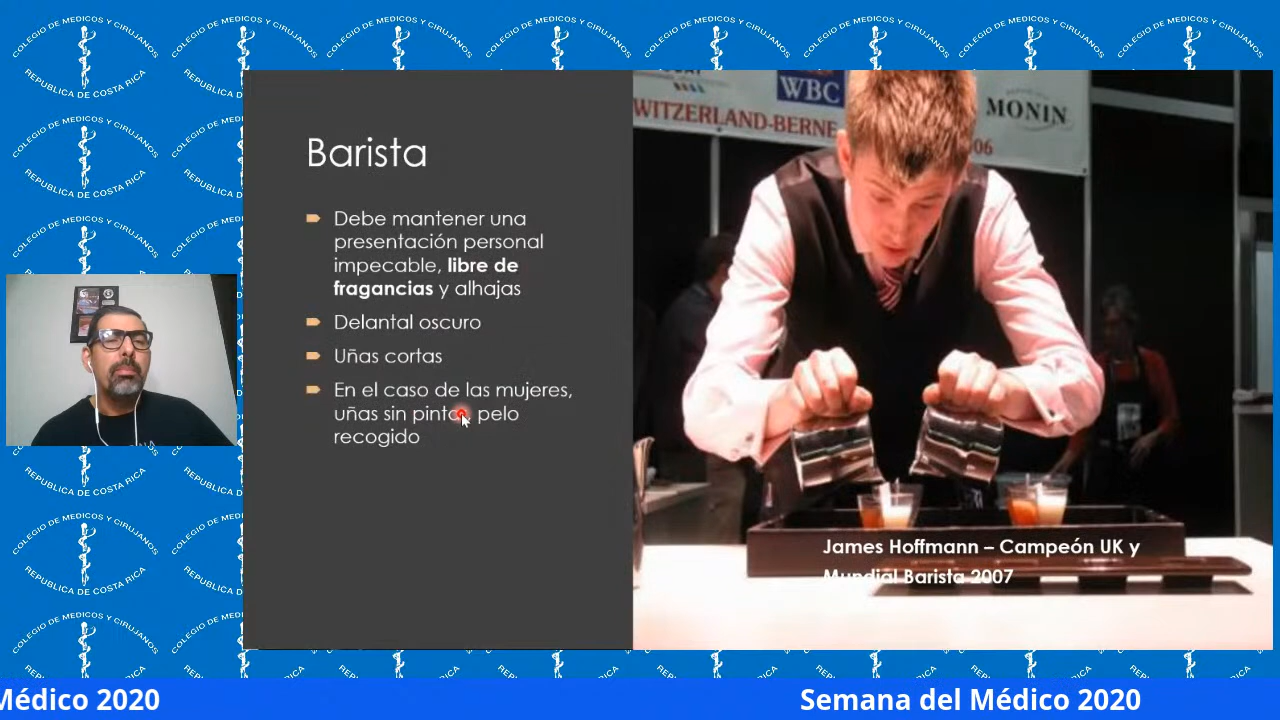 COLEGIO DE MEDICOS Y CIRUJANOS
REPUBLICA DE COSTA RICA
Barista
Debe mantener una
presentación personal
impecable, libre de
fragancias y alhajas
Delantal oscuro
Uñas cortas
En el caso de las mujeres,
uñas sin pelo
recogido
WBC
MONIN
WITZERLAND-BERNE
06
James Hoffmann – Campeón UK y
Mundial Barista 2007
Médico 2020
Semana del Médico 2020